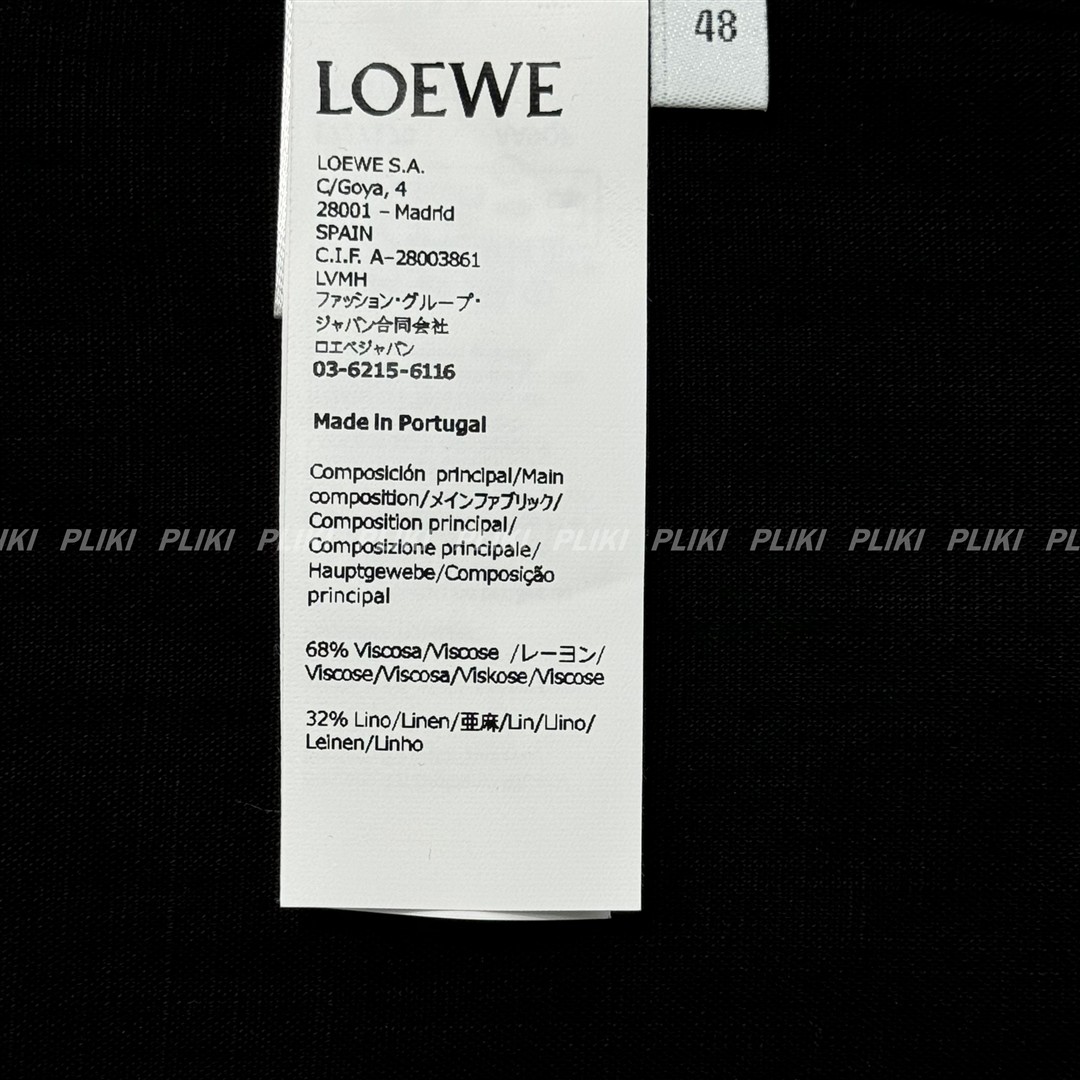 48
LOEWE
LOEWE S.A.
C/Goya, 4
28001 – Madrid
SPAIN
C.I.F. A-28003861
LVMH
ファッション・グループ・
ジャパン合同会社
ロエベジャパン
03-6215-6116
Made in Portugal
Composición principal/Main
composition/メインファブリック/
Composition principal/
PLIKI PLIKI PLIKI PLIKI PLIKI PLIKI PLIKI
Composizione principale/
Hauptgewebe/Composição
principal
68% Viscosa/Viscose /レーヨン/
Viscose/Viscosa/Viskose/Viscose
32% Lino/Linen/亜麻/Lin/Llino/
Leinen/Linho